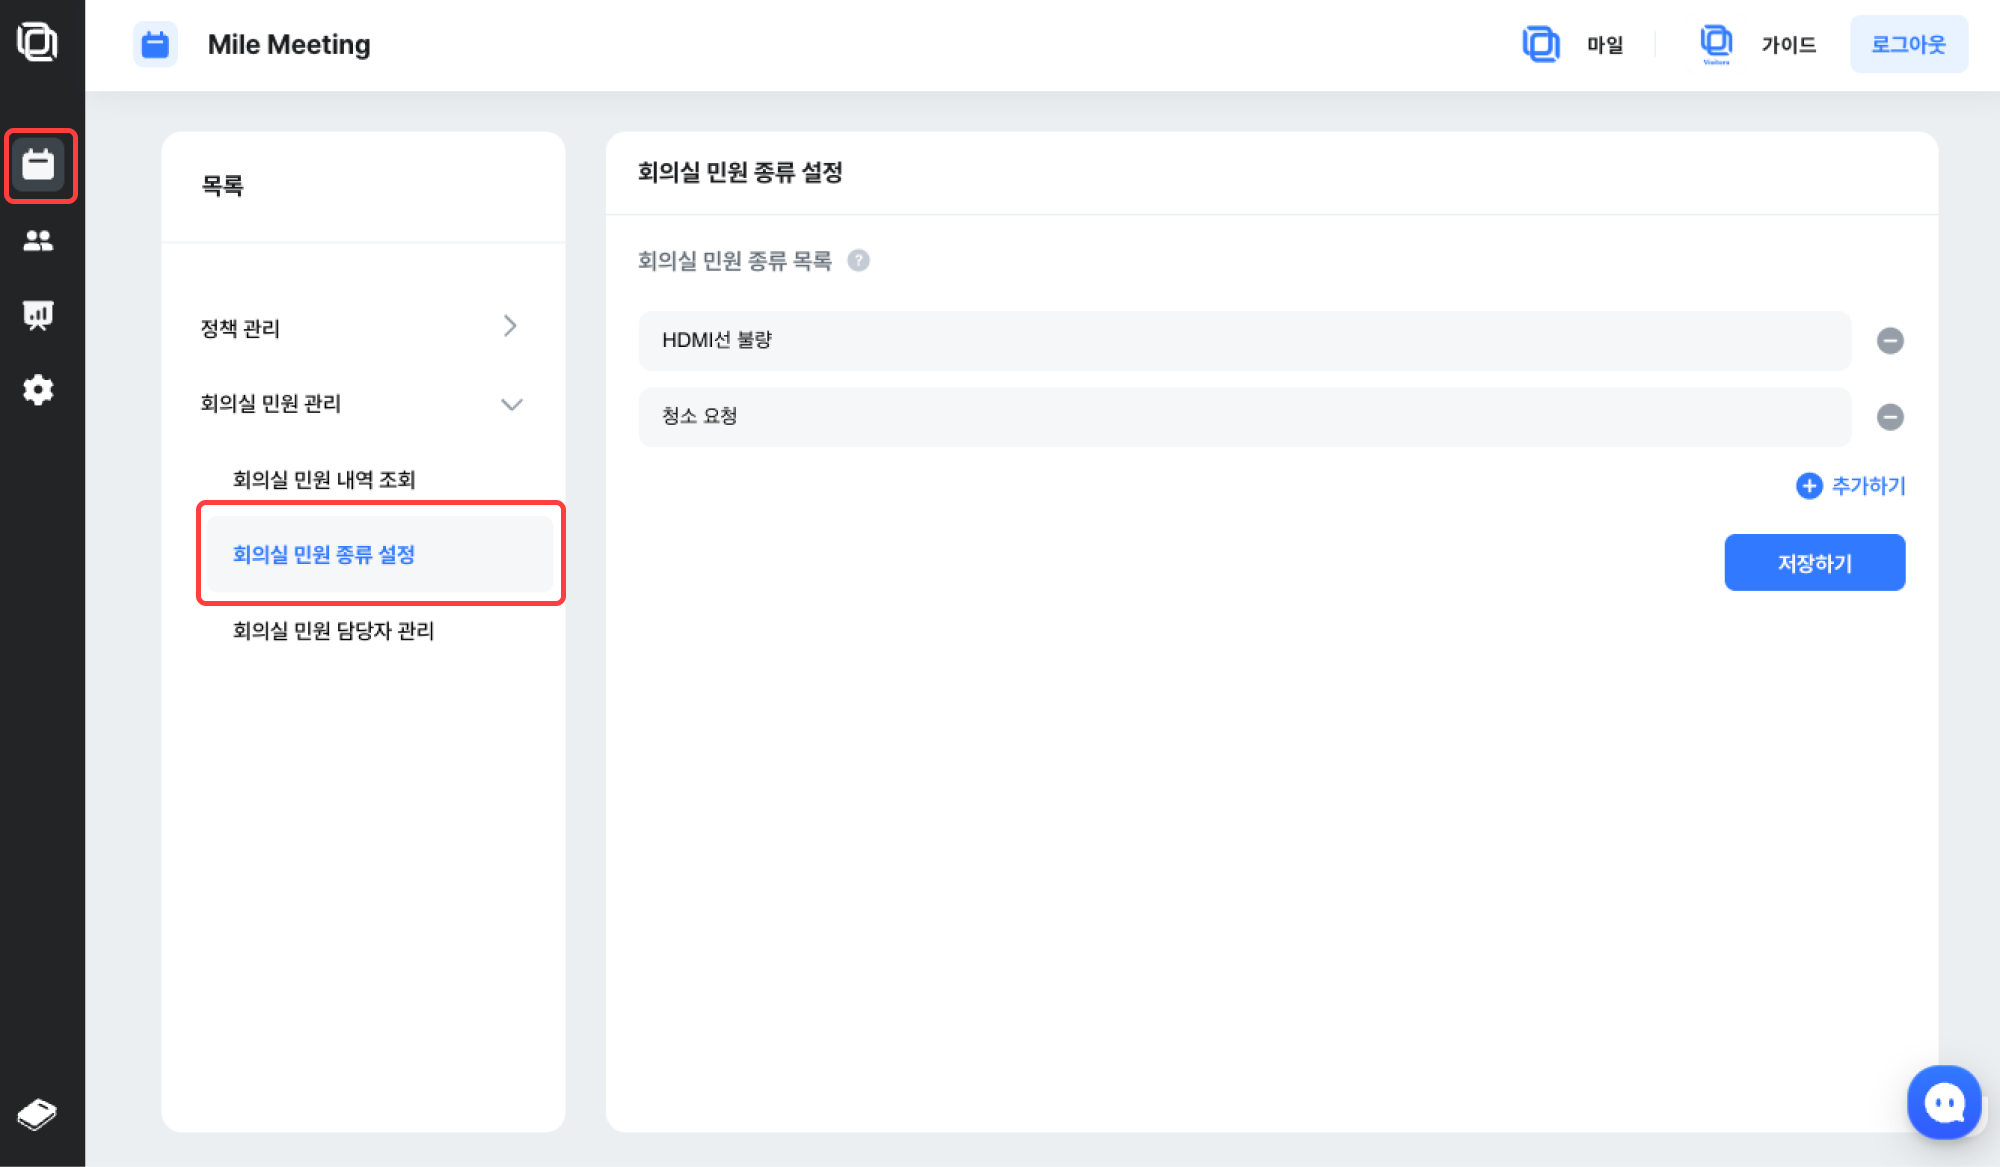 Mile Meeting
마일
Visitors
가이드
로그아웃
목록
정책 관리
회의실 민원 관리
회의실 민원 내역 조회
회의실 민원 종류 설정
회의실 민원 담당자 관리
회의실 민원 종류 설정
회의실 민원 종류 목록 ?
HDMI선 불량
청소 요청
추가하기
저장하기